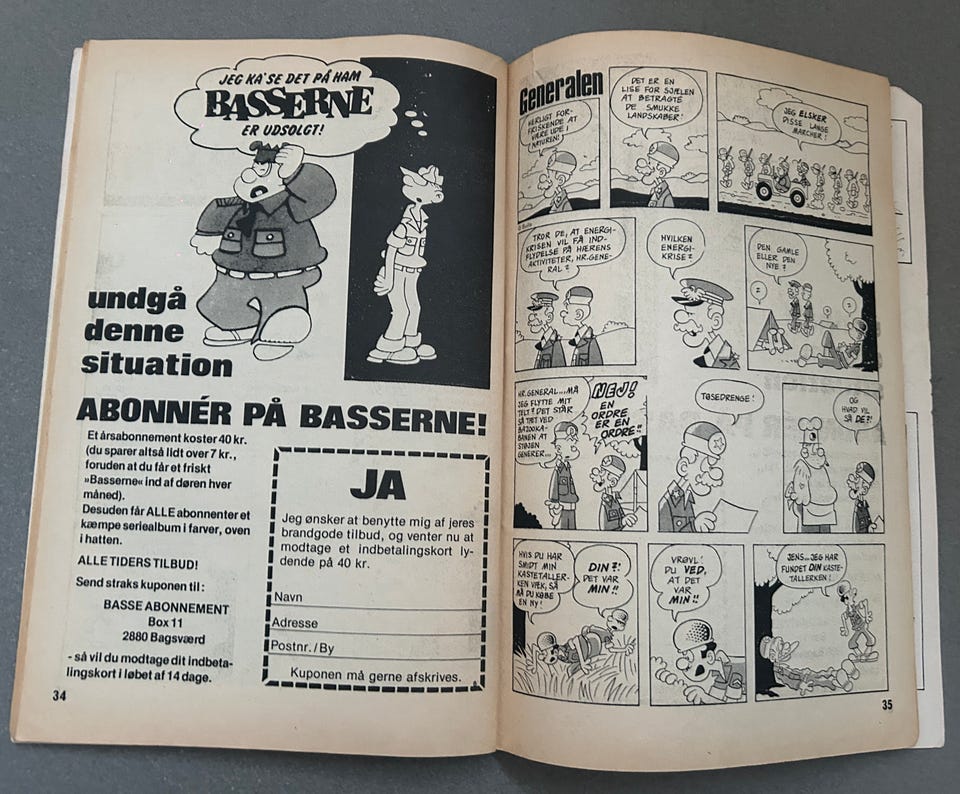 JEG KA'SE DET PÅ HAM
BASSERNE
ER UDSOLGT!
undgå
denne
situation
ABONNÉR PÅ BASSERNE!
Et årsabonnement koster 40 kr.
(du sparer altså lidt over 7 kr.,
foruden at du får et friskt
»Basserne« ind af døren hver
måned).
Desuden får ALLE abonnenter et
kæmpe seriealbum i farver, oven
i hatten.
ALLE TIDERS TILBUD!
Send straks kuponen til:
BASSE ABONNEMENT
Box 11
2880 Bagsværd
- så vil du modtage dit indbeta-
lingskort i løbet af 14 dage.
JA
Jeg ønsker at benytte mig af jeres
brandgode tilbud, og venter nu at
modtage et indbetalingskort ly-
dende på 40 kr.
Navn
Adresse
Postnr./By
Kuponen må gerne afskrives.
34
Generalen
HERLIGT FOR-
FRISKENDE AT
VÆRE UDE I
NATUREN!
DET ER EN
LISE FOR SJÆLEN
AT BETRAGTE
DE SMUKKE
LANDSKABER!
JEG ELSKER
DISSE LANGE
MARCHER!
© Bulls
TROR DE, AT ENERGI-
KRISEN VIL FÅ IND-
FLYDELSE PÅ HÆRENS
AKTIVITETER, HR. GENE-
RAL?
HVILKEN
ENERGI-
KRISE?
DEN GAMLE
ELLER DEN
NYE?
?
?
HR. GENERAL...MÅ
JEG FLYTTE MIT
TELT? DET STÅR
SÅ TÆT VED
BAZOOKA-
BANEN AT
STØJEN
GENERER...
NEJ!
EN
ORDRE
ER EN
ORDRE!!
TØSEDRENGE!
OG
HVAD VIL
SÅ DE?!
HVIS DU HAR
SMIDT MIN
KASTETALLER-
KEN VÆK, SÅ
MÅ DU KØBE
EN NY!
DIN?!
DET VAR
MIN!!
VRØVL!
DU VED,
AT DET
VAR
MIN!!
JENS...JEG HAR
FUNDET DIN KASTE-
TALLERKEN!
35